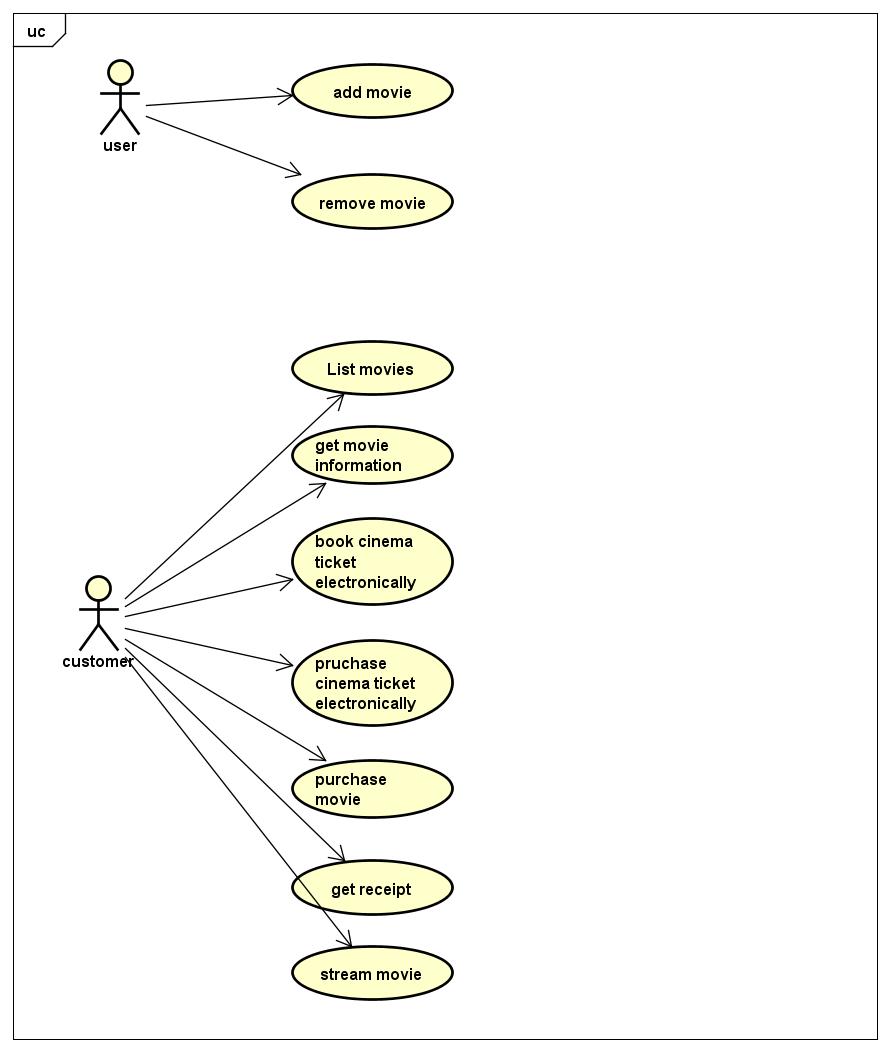 uc
add movie
user
remove movie
List movies
get movie
information
book cinema
ticket
electronically
customer
pruchase
cinema ticket
electronically
purchase
movie
get receipt
stream movie